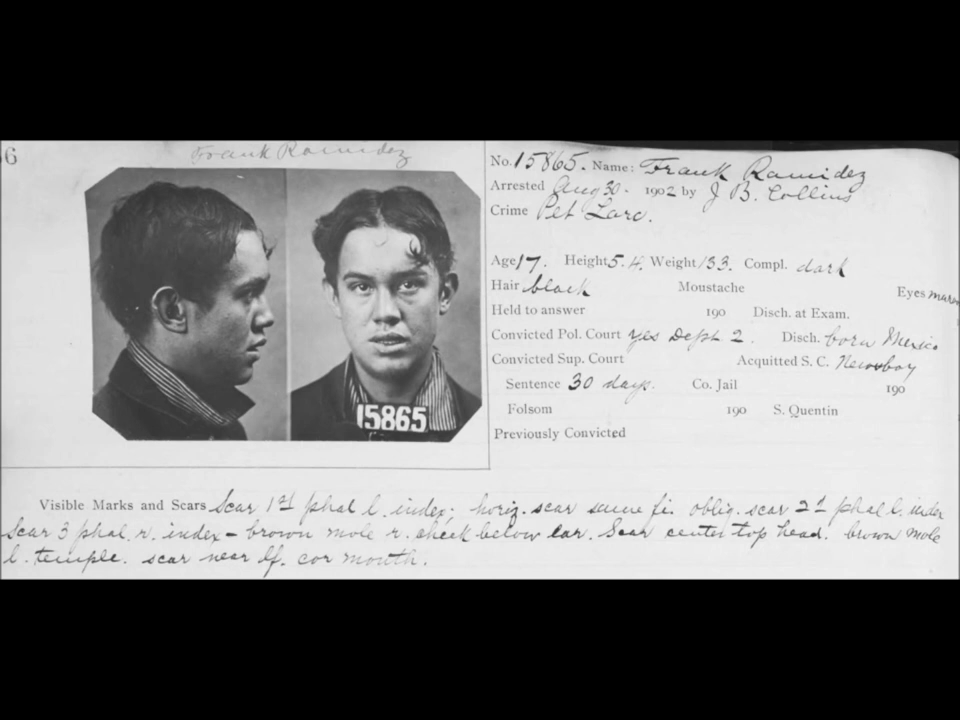 6
Frank Ramidez
No. 15865. Name: Frank Ramidez
Arrested Aug 30. 1902 by J B. Collins
Crime Pet Larc.
Age 17. Height 5.4. Weight 133. Compl. dark
Hair black Moustache Eyes maroon
Held to answer 190 Disch. at Exam.
Convicted Pol. Court yes Dept 2. Disch. born Mexico
Convicted Sup. Court Acquitted S. C. Newsboy
Sentence 30 days. Co. Jail 190
Folsom 190 S. Quentin
Previously Convicted
15865
Visible Marks and Scars Scar 1st phal l. index; horiz. scar same fi. obliq. scar 2d phal l. index
Scar 3 phal. r. index - brown mole r. cheek below ear. Scar center top head. brown mole
l. temple. scar near lf. cor mouth.